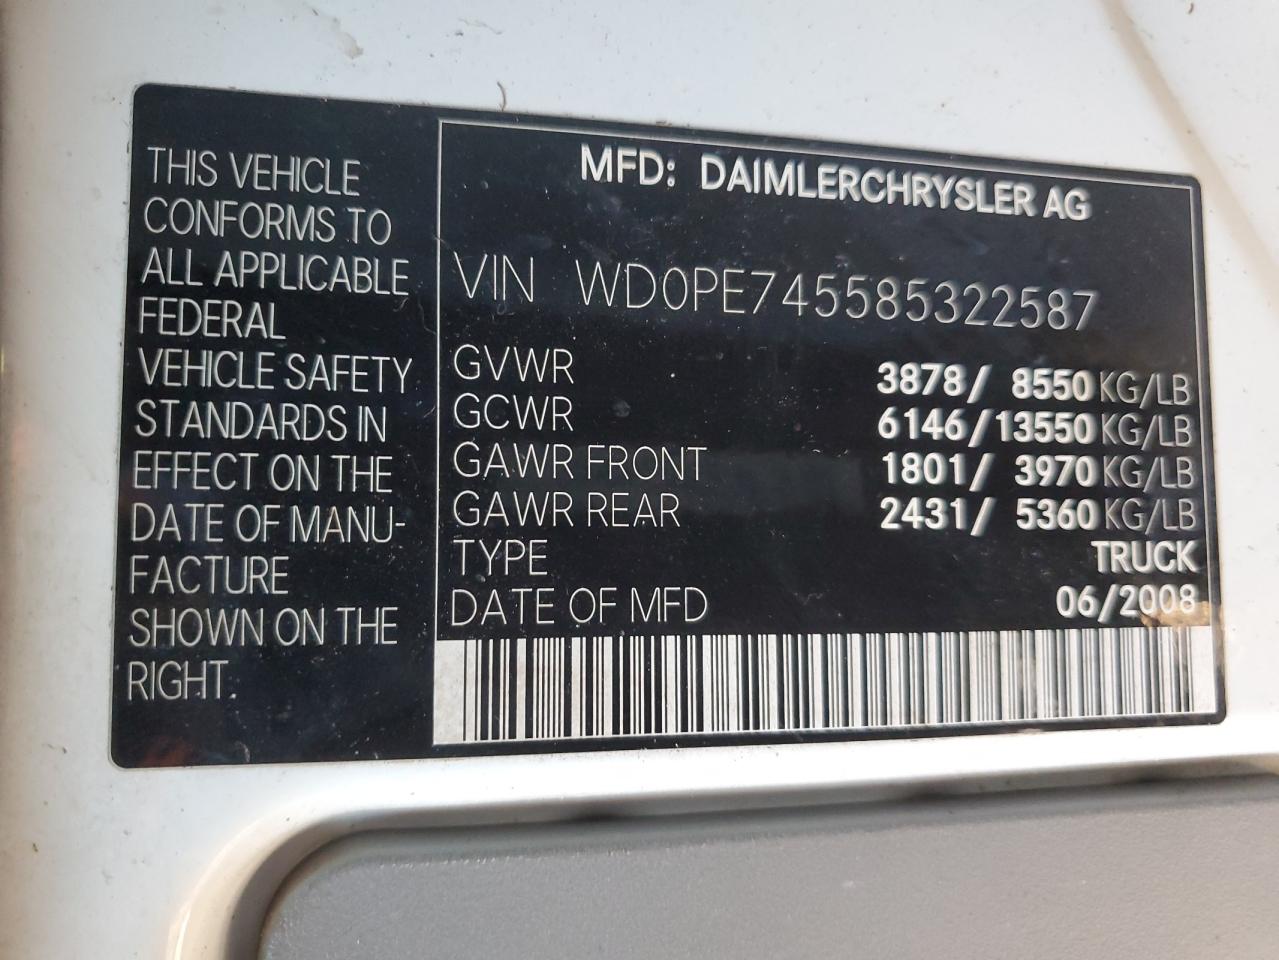 THIS VEHICLE
CONFORMS TO
ALL APPLICABLE
FEDERAL
VEHICLE SAFETY
STANDARDS IN
EFFECT ON THE
DATE OF MANU-
FACTURE
SHOWN ON THE
RIGHT.
MFD: DAIMLERCHRYSLER AG
VIN WD0PE745585322587
GVWR 3878/ 8550 KG/LB
GCWR 6146/13550 KG/LB
GAWR FRONT 1801/ 3970 KG/LB
GAWR REAR 2431/ 5360 KG/LB
TYPE TRUCK
DATE OF MFD 06/2008